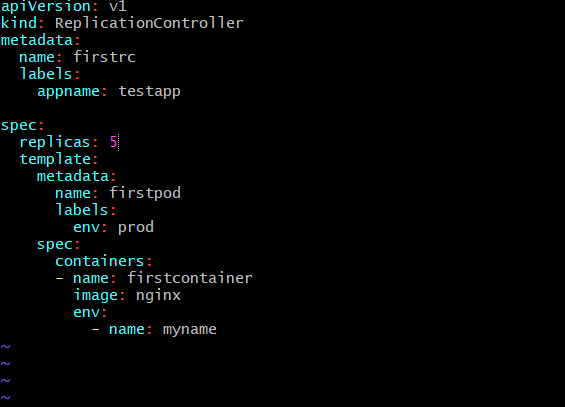 apiVersion: v1
kind: ReplicationController
metadata:
  name: firstrc
  labels:
    appname: testapp

spec:
  replicas: 5
  template:
    metadata:
      name: firstpod
      labels:
        env: prod
    spec:
      containers:
      - name: firstcontainer
        image: nginx
        env:
          - name: myname
~
~
~
~